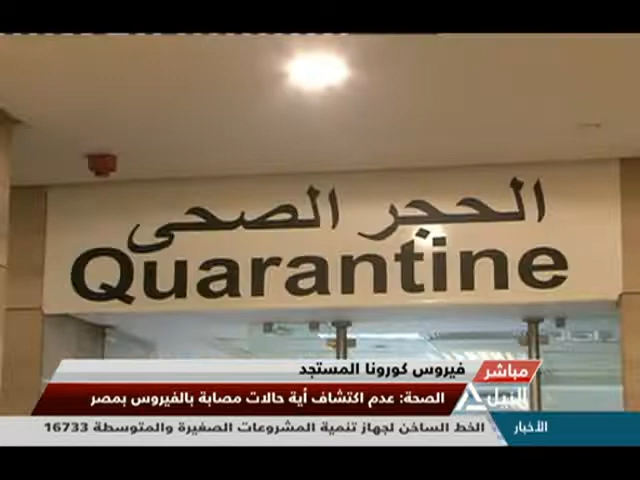 الحجر الصحى
Quarantine
فيروس كورونا المستجد
مباشر
الصحة: عدم اكتشاف أية حالات مصابة بالفيروس بمصر
النيل
الأخبار
الخط الساخن لجهاز تنمية المشروعات الصغيرة والمتوسطة 16733